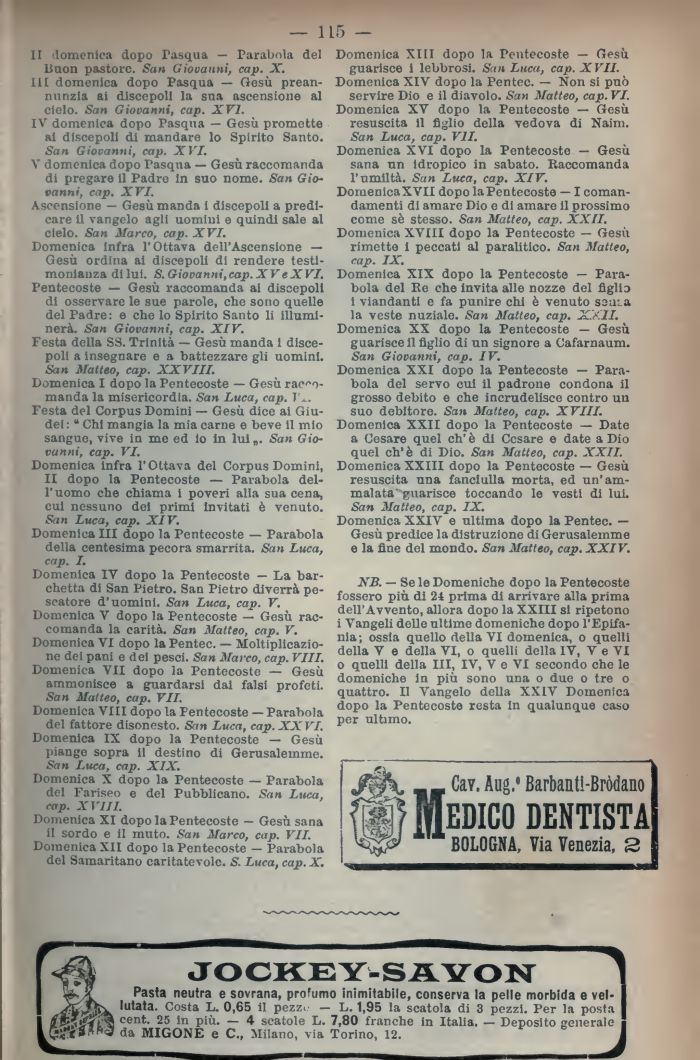 — 115 —
II domenica dopo Pasqua — Parabola del
Buon pastore. San Giovanni, cap. X.
III domenica dopo Pasqua — Gesù prean-
nunzia ai discepoli la sua ascensione al
cielo. San Giovanni, cap. XVI.
IV domenica dopo Pasqua — Gesù promette
ai discepoli di mandare lo Spirito Santo.
San Giovanni, cap. XVI.
V domenica dopo Pasqua — Gesù raccomanda
di pregare il Padre in suo nome. San Gio-
vanni, cap. XVI.
Ascensione — Gesù manda i discepoli a predi-
care il vangelo agli uomini e quindi sale al
cielo. San Marco, cap. XVI.
Domenica infra l'Ottava dell'Ascensione —
Gesù ordina ai discepoli di rendere testi-
monianza di lui. S. Giovanni, cap. XV e XVI.
Pentecoste — Gesù raccomanda ai discepoli
di osservare le sue parole, che sono quelle
del Padre: e che lo Spirito Santo li illumi-
nerà. San Giovanni, cap. XIV.
Festa della SS. Trinità — Gesù manda i disce-
poli a insegnare e a battezzare gli uomini.
San Matteo, cap. XXVIII.
Domenica I dopo la Pentecoste — Gesù racco-
manda la misericordia. San Luca, cap.
Festa del Corpus Domini — Gesù dice ai Giu-
dei: “ Chi mangia la mia carne e beve il mio
sangue, vive in me ed io in lui „. San Gio-
vanni, cap. VI.
Domenica infra l'Ottava del Corpus Domini,
II dopo la Pentecoste — Parabola del-
l'uomo che chiama i poveri alla sua cena,
cui nessuno dei primi invitati è venuto.
San Luca, cap. XIV.
Domenica III dopo la Pentecoste — Parabola
della centesima pecora smarrita. San Luca,
cap. I.
Domenica IV dopo la Pentecoste — La bar-
chetta di San Pietro. San Pietro diverrà pe-
scatore d'uomini. San Luca, cap. V.
Domenica V dopo la Pentecoste — Gesù rac-
comanda la carità. San Matteo, cap. V.
Domenica VI dopo la Pentec. — Moltiplicazio-
ne dei pani e dei pesci. San Marco, cap. VIII.
Domenica VII dopo la Pentecoste — Gesù
ammonisce a guardarsi dai falsi profeti.
San Matteo, cap. VII.
Domenica VIII dopo la Pentecoste — Parabola
del fattore disonesto. San Luca, cap. XXVI.
Domenica IX dopo la Pentecoste — Gesù
piange sopra il destino di Gerusalemme.
San Luca, cap. XIX.
Domenica X dopo la Pentecoste — Parabola
del Fariseo e del Pubblicano. San Luca,
cap. XVIII.
Domenica XI dopo la Pentecoste — Gesù sana
il sordo e il muto. San Marco, cap. VII.
Domenica XII dopo la Pentecoste — Parabola
del Samaritano caritatevole. S. Luca, cap. X.
Domenica XIII dopo la Pentecoste — Gesù
guarisce i lebbrosi. San Luca, cap. XVII.
Domenica XIV dopo la Pentec. — Non si può
servire Dio e il diavolo. San Matteo, cap. VI.
Domenica XV dopo la Pentecoste — Gesù
resuscita il figlio della vedova di Naim.
San Luca, cap. VII.
Domenica XVI dopo la Pentecoste — Gesù
sana un idropico in sabato. Raccomanda
l'umiltà. San Luca, cap. XIV.
Domenica XVII dopo la Pentecoste — I coman-
damenti di amare Dio e di amare il prossimo
come sè stesso. San Matteo, cap. XXII.
Domenica XVIII dopo la Pentecoste — Gesù
rimette i peccati al paralitico. San Matteo,
cap. IX.
Domenica XIX dopo la Pentecoste — Para-
bola del Re che invita alle nozze del figlio
i viandanti e fa punire chi è venuto senza
la veste nuziale. San Matteo, cap. XXII.
Domenica XX dopo la Pentecoste — Gesù
guarisce il figlio di un signore a Cafarnaum.
San Giovanni, cap. IV.
Domenica XXI dopo la Pentecoste — Para-
bola del servo cui il padrone condona il
grosso debito e che incrudelisce contro un
suo debitore. San Matteo, cap. XVIII.
Domenica XXII dopo la Pentecoste — Date
a Cesare quel ch'è di Cesare e date a Dio
quel ch'è di Dio. San Matteo, cap. XXII.
Domenica XXIII dopo la Pentecoste — Gesù
resuscita una fanciulla morta, ed un'am-
malata guarisce toccando le vesti di lui.
San Matteo, cap. IX.
Domenica XXIV e ultima dopo la Pentec. —
Gesù predice la distruzione di Gerusalemme
e la fine del mondo. San Matteo, cap. XXIV.
NB. — Se le Domeniche dopo la Pentecoste
fossero più di 24 prima di arrivare alla prima
dell'Avvento, allora dopo la XXIII si ripetono
i Vangeli delle ultime domeniche dopo l'Epifa-
nia; ossia quello della VI domenica, o quelli
della V e della VI, o quelli della IV, V e VI
o quelli della III, IV, V e VI secondo che le
domeniche in più sono una o due o tre o
quattro. Il Vangelo della XXIV Domenica
dopo la Pentecoste resta in qualunque caso
per ultimo.
Cav. Aug.° Barbanti-Bròdano
MEDICO DENTISTA
BOLOGNA, Via Venezia, 2
JOCKEY-SAVON
Pasta neutra e sovrana, profumo inimitabile, conserva la pelle morbida e vel-
lutata. Costa L. 0,65 il pezzo — L. 1,95 la scatola di 3 pezzi. Per la posta
cent. 25 in più. — 4 scatole L. 7,80 franche in Italia. — Deposito generale
da MIGONE e C., Milano, via Torino, 12.